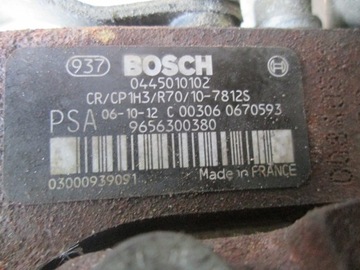 937 BOSCH
0445010102
CR/CP1H3/R70/10-7812S
PSA 06-10-12 C 00306 0670593
9656300380
03000939091 Made in FRANCE